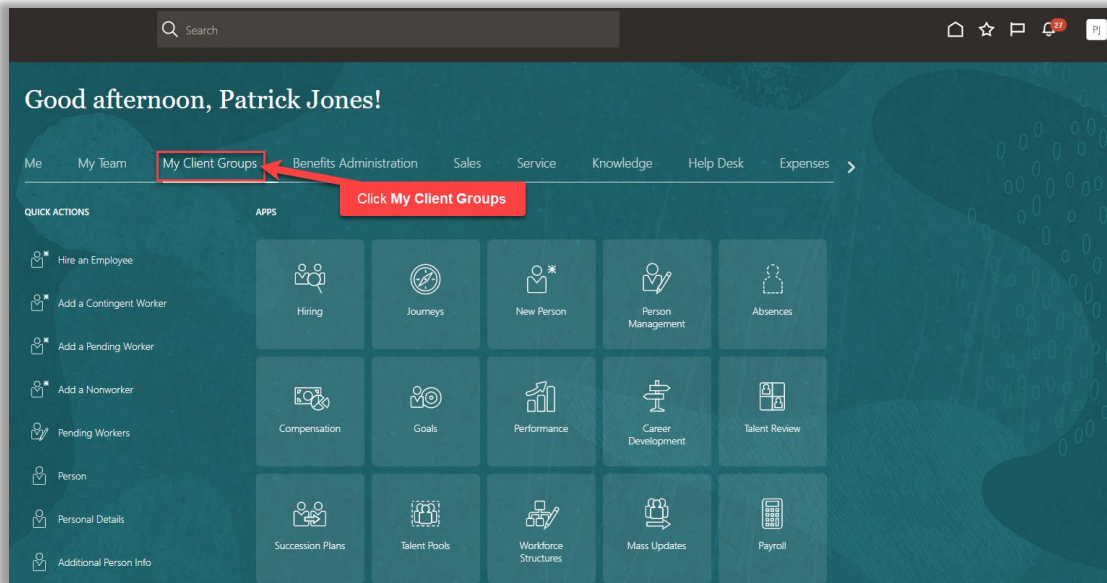 Search
27
PJ
Good afternoon, Patrick Jones!
Me My Team My Client Groups Benefits Administration Sales Service Knowledge Help Desk Expenses
Click My Client Groups
QUICK ACTIONS
Hire an Employee
Add a Contingent Worker
Add a Pending Worker
Add a Nonworker
Pending Workers
Person
Personal Details
Additional Person Info
APPS
Hiring
Journeys
New Person
Person
Management
Absences
Compensation
Goals
Performance
Career
Development
Talent Review
Succession Plans
Talent Pools
Workforce
Structures
Mass Updates
Payroll